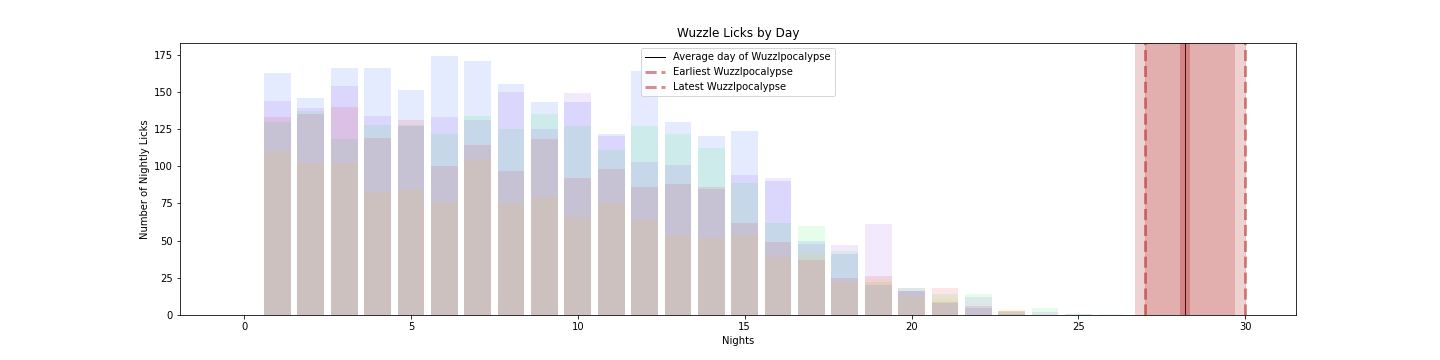 Wuzzle Licks by Day
Average day of Wuzzlpocalypse
Earliest Wuzzlpocalypse
Latest Wuzzlpocalypse
Number of Nightly Licks
175
150
125
100
75
50
25
0
0 5 10 15 20 25 30
Nights